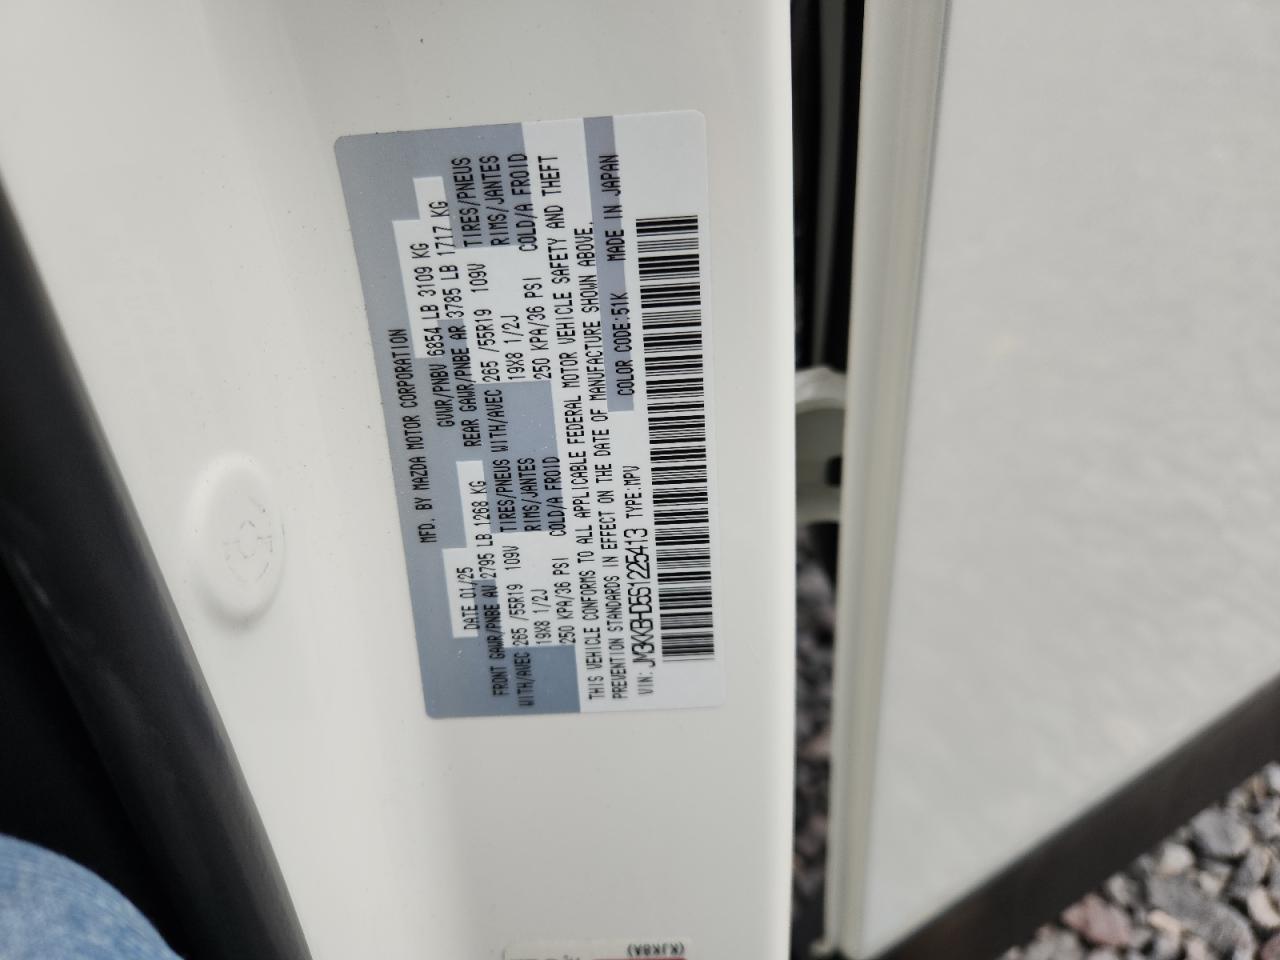 MFD. BY MAZDA MOTOR CORPORATION
DATE 01/25 GVWR/PNBV 6854 LB 3109 KG
FRONT GAWR/PNBE AV 2795 LB 1268 KG REAR GAWR/PNBE AR 3785 LB 1717 KG
WITH/AVEC 265 /55R19 109V TIRES/PNEUS WITH/AVEC 265 /55R19 109V TIRES/PNEUS
19X8 1/2J RIMS/JANTES 19X8 1/2J RIMS/JANTES
250 KPA/36 PSI COLD/A FROID 250 KPA/36 PSI COLD/A FROID
THIS VEHICLE CONFORMS TO ALL APPLICABLE FEDERAL MOTOR VEHICLE SAFETY AND THEFT
PREVENTION STANDARDS IN EFFECT ON THE DATE OF MANUFACTURE SHOWN ABOVE.
VIN: JM3KKBHD5S1225413 TYPE:MPV COLOR CODE:51K MADE IN JAPAN
(KJK8A)